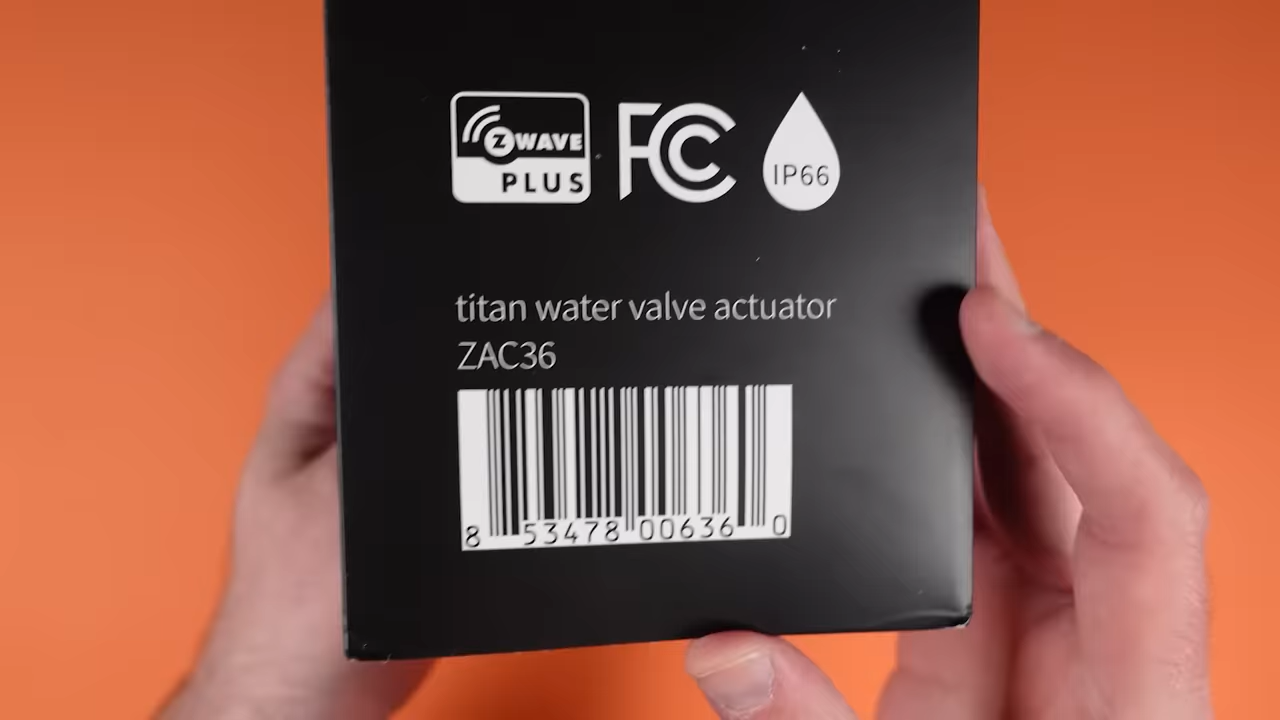 Z WAVE
PLUS
FC
IP66
titan water valve actuator
ZAC36
8 53478 00636 0